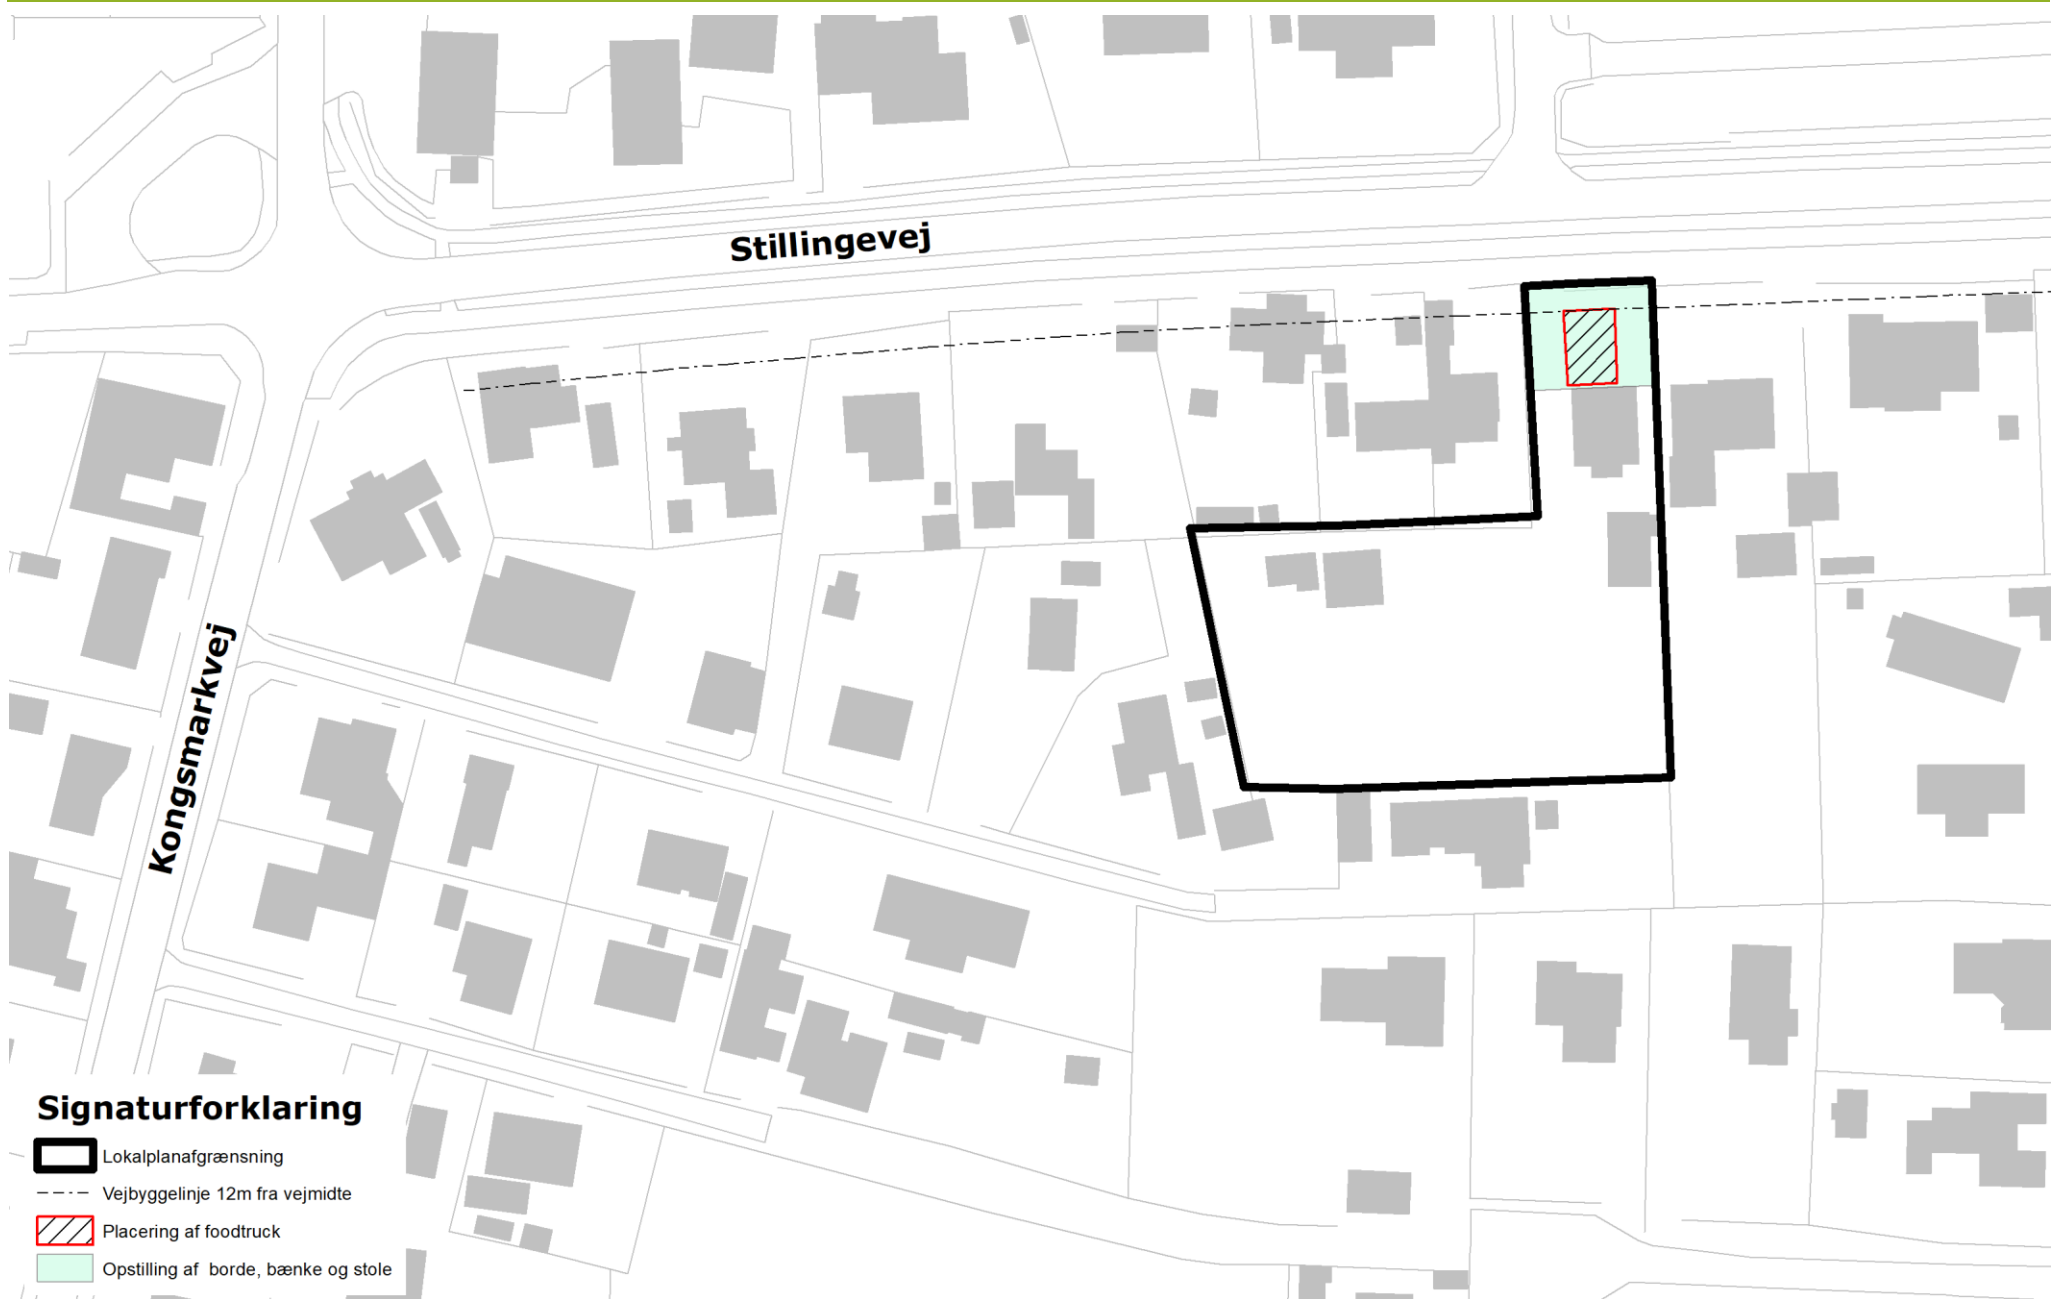 Stillingevej
Kongsmarkvej
Signaturforklaring
Lokalplanafgrænsning
Vejbyggelinje 12m fra vejmidte
Placering af foodtruck
Opstilling af borde, bænke og stole